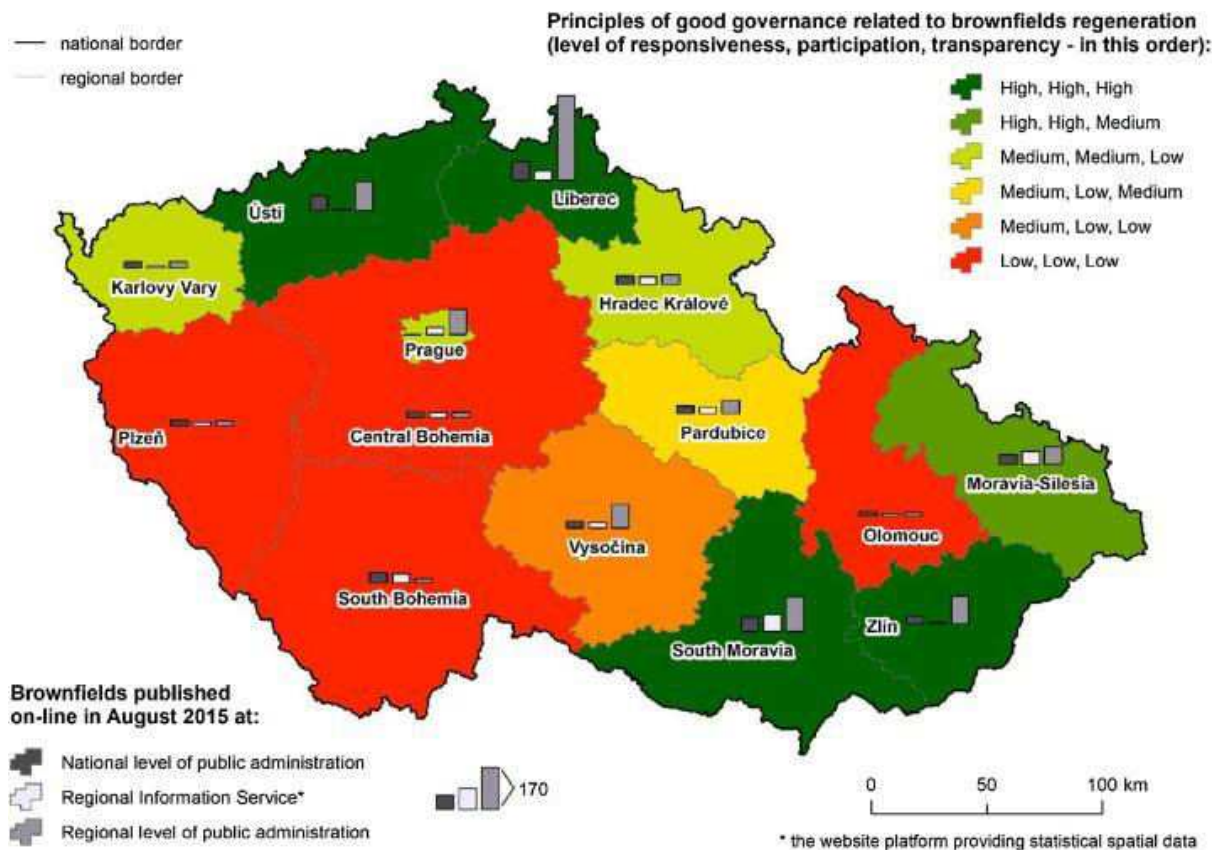 Principles of good governance related to brownfields regeneration
(level of responsiveness, participation, transparency - in this order):
national border
regional border
High, High, High
High, High, Medium
Medium, Medium, Low
Medium, Low, Medium
Medium, Low, Low
Low, Low, Low
Ústí
Liberec
Karlovy Vary
Hradec Králové
Prague
Plzeň
Central Bohemia
Pardubice
Moravia-Silesia
Vysočina
Olomouc
South Bohemia
South Moravia
Zlín
Brownfields published
on-line in August 2015 at:
National level of public administration
Regional Information Service*
Regional level of public administration
170
0 50 100 km
* the website platform providing statistical spatial data